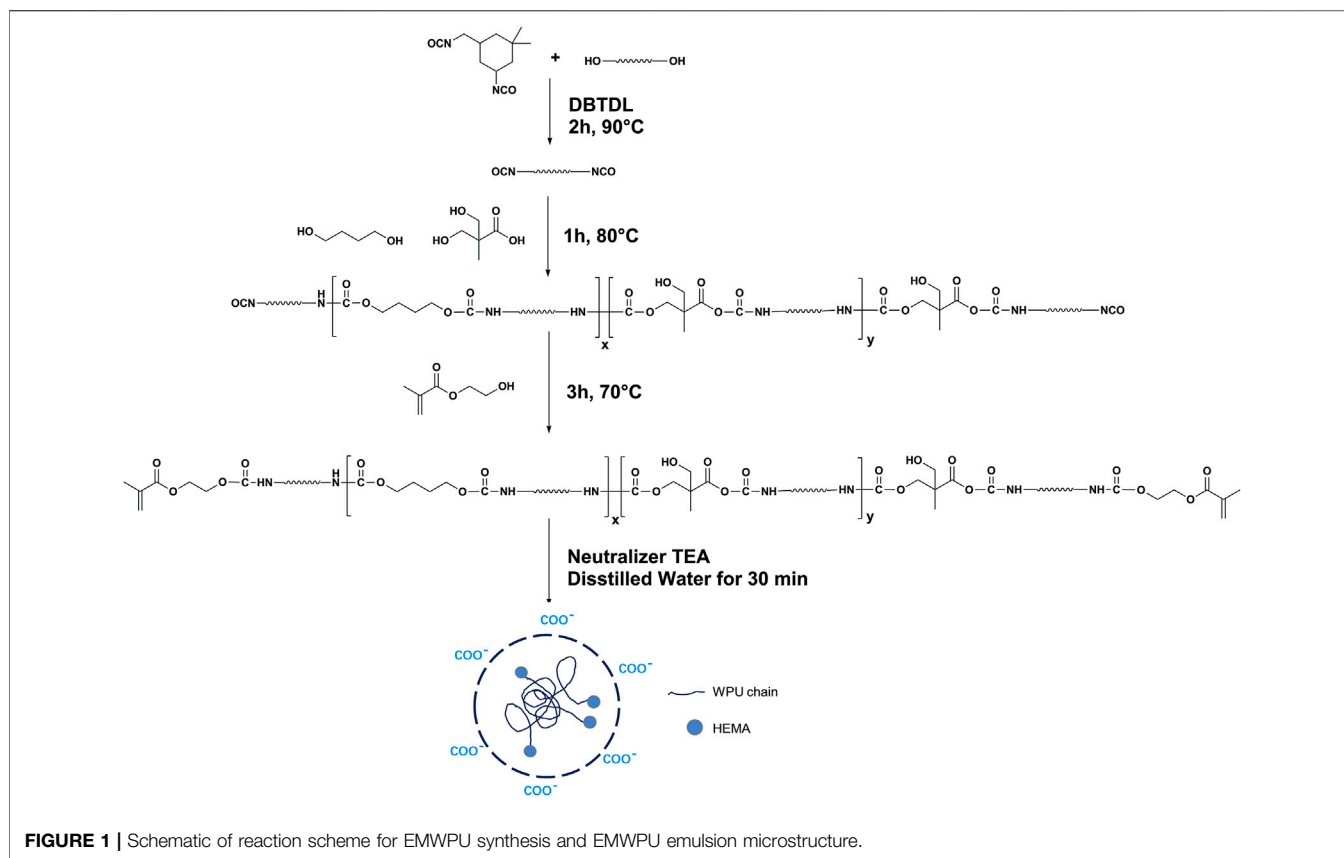 OCN
NCO
+
HO
OH
DBTDL
2h, 90°C
OCN
NCO
HO
OH
HO
HO
O
OH
1h, 80°C
OCN
H
N
O
C
O
O
O
C
NH
HN
x
O
C
O
HO
O
O
C
O
NH
HN
y
O
C
O
HO
O
O
C
O
NH
NCO
O
O
OH
3h, 70°C
O
O
O
O
C
NH
H
N
O
C
O
O
O
C
NH
HN
x
O
C
O
HO
O
O
C
O
NH
HN
y
O
C
O
HO
O
O
C
O
NH
NH
O
C
O
O
O
Neutralizer TEA
Disstilled Water for 30 min
COO-
COO-
COO-
COO-
COO-
COO-
COO-
WPU chain
HEMA
FIGURE 1 | Schematic of reaction scheme for EMWPU synthesis and EMWPU emulsion microstructure.